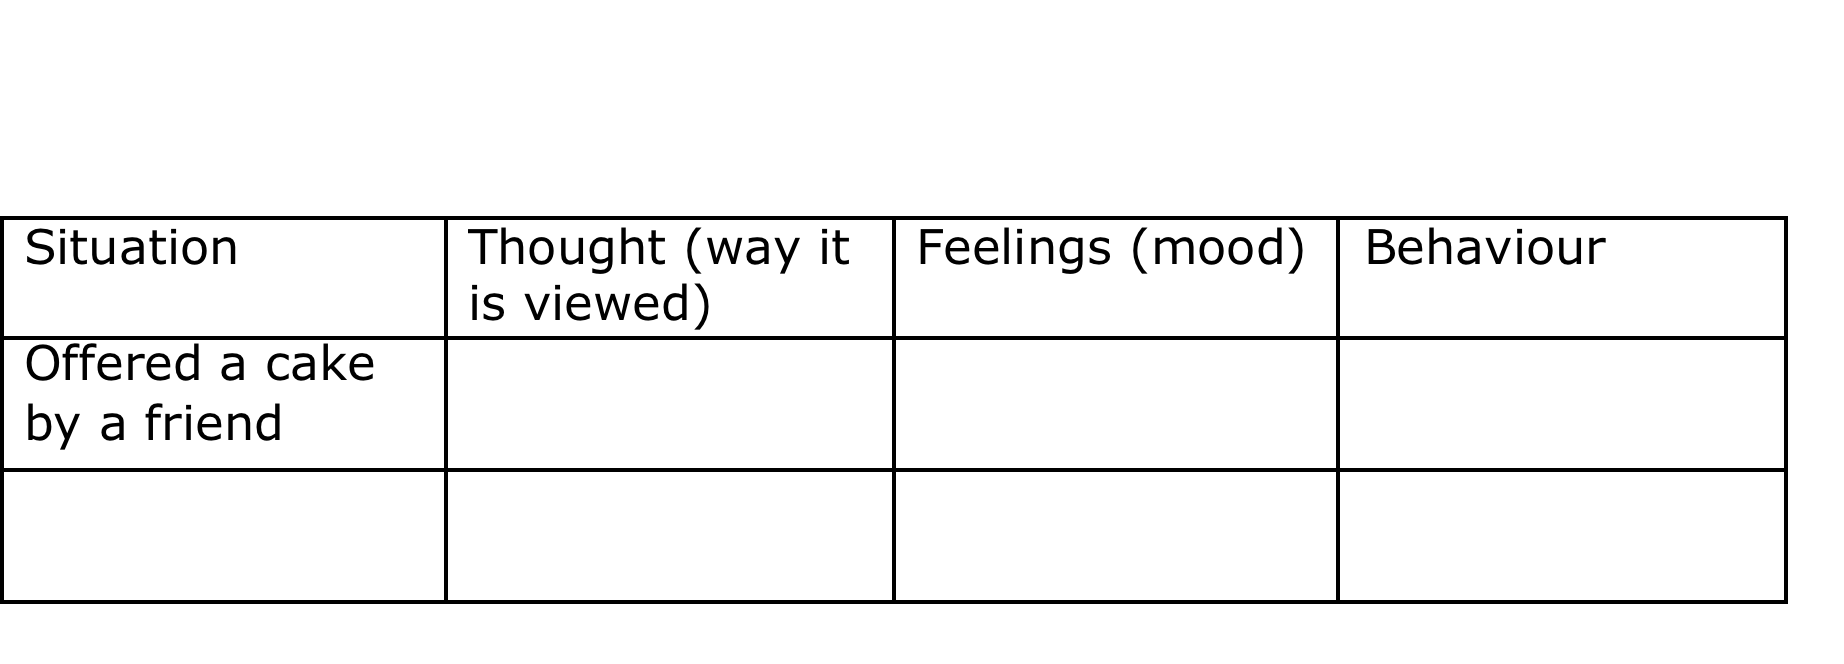 Situation
Thought (way it
is viewed)
Feelings (mood)
Behaviour
Offered a cake
by a friend